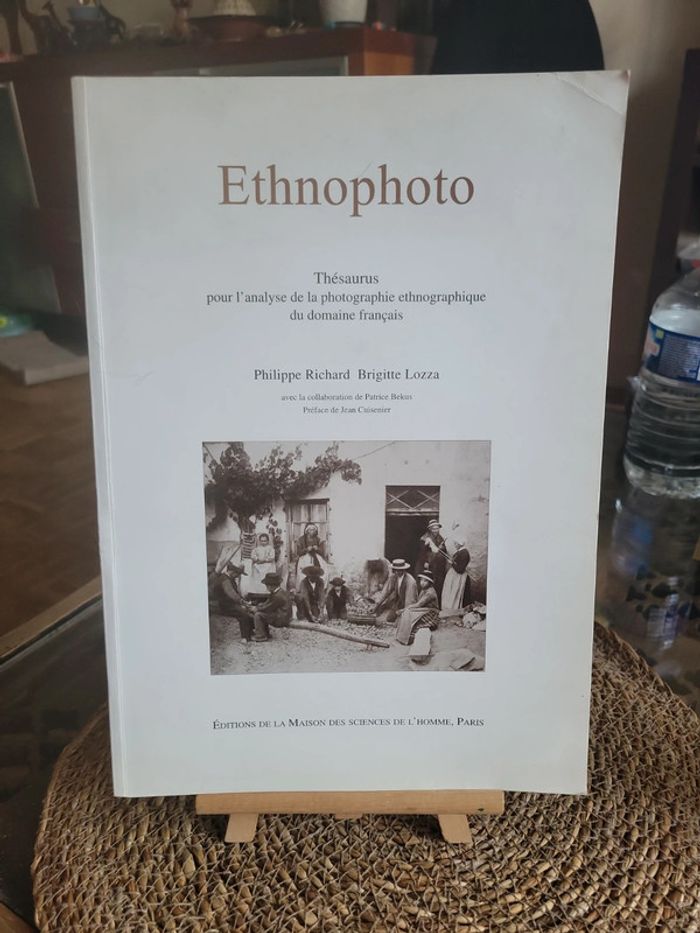 Ethnophoto
Thésaurus
pour l'analyse de la photographie ethnographique
du domaine français
Philippe Richard Brigitte Lozza
avec la collaboration de Patrice Bekus
Préface de Jean Cuisenier
ÉDITIONS DE LA MAISON DES SCIENCES DE L'HOMME, PARIS